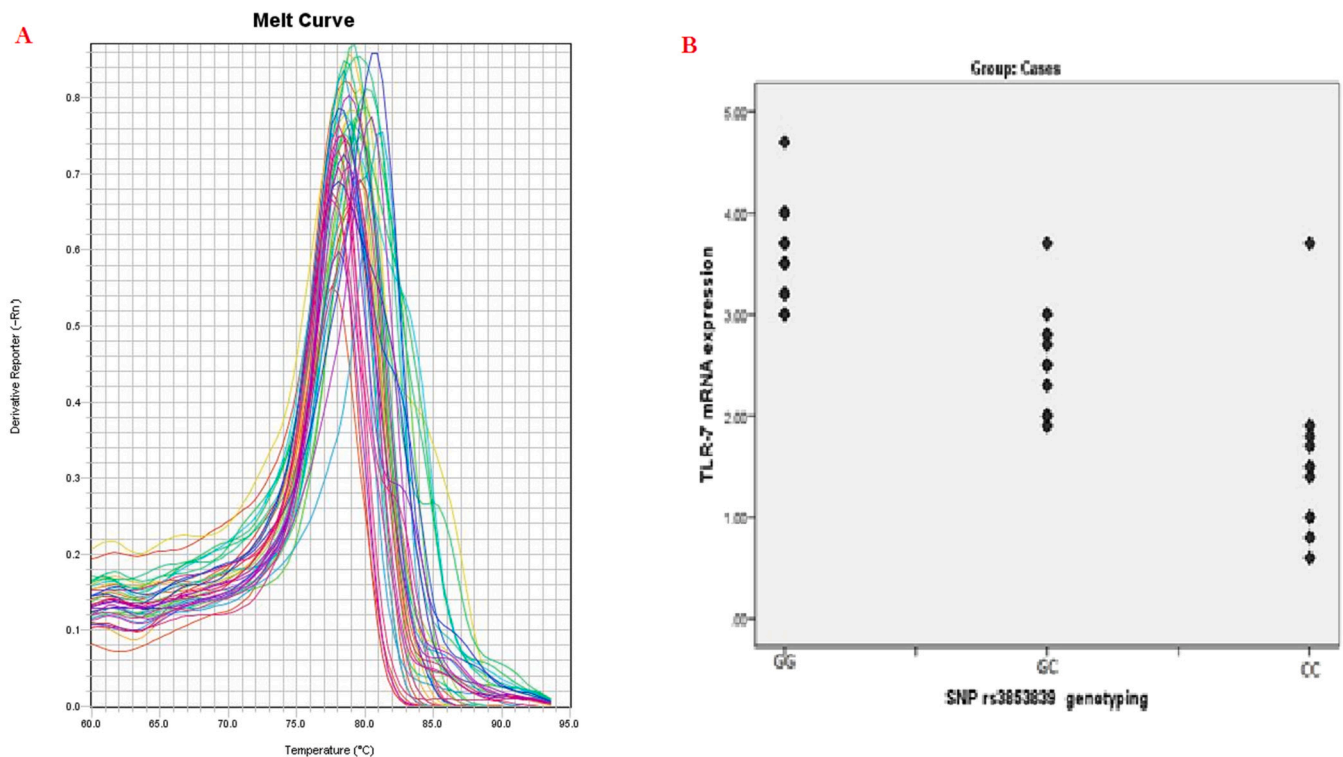 A
Melt Curve
Derivative Reporter (-Rn')
0.8
0.7
0.6
0.5
0.4
0.3
0.2
0.1
0.0
60.0 65.0 70.0 75.0 80.0 85.0 90.0 95.0
Temperature (°C)
B
Group: Cases
TLR-7 mRNA expression
5.00
4.00
3.00
2.00
1.00
.00
GG GC CC
SNP rs3853839 genotyping